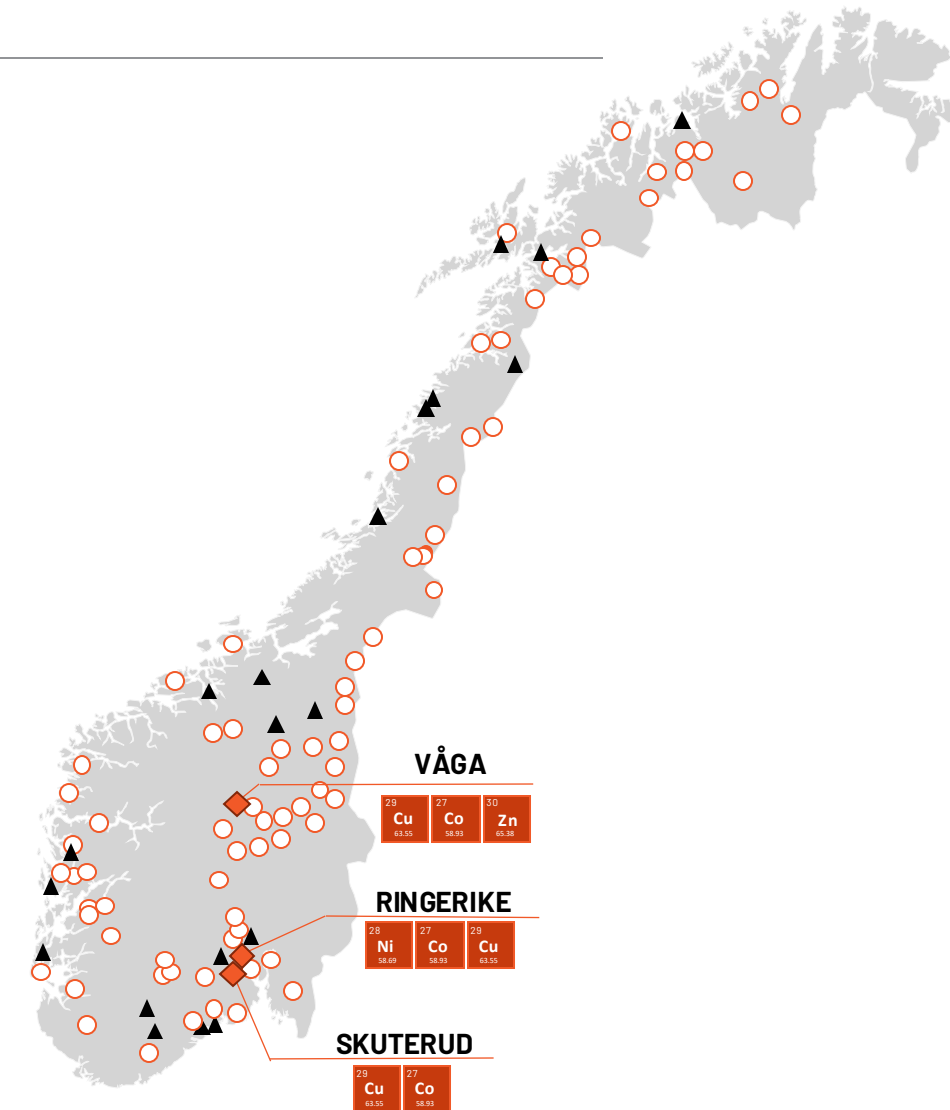 VÅGA
29 27 30
Cu Co Zn
63.55 58.93 65.38
RINGERIKE
28 27 29
Ni Co Cu
58.69 58.93 63.55
SKUTERUD
29 27
Cu Co
63.55 58.93